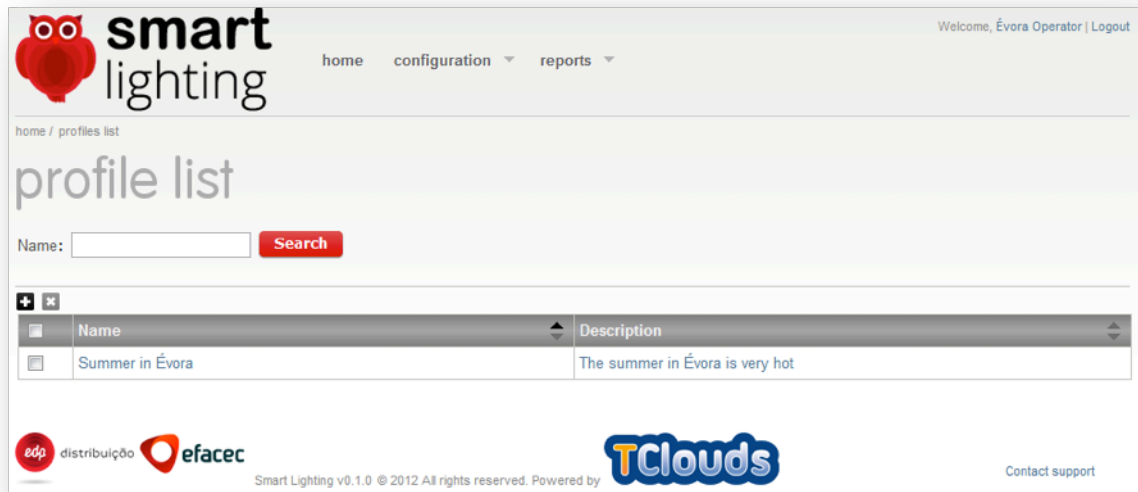 smart
lighting
home configuration reports
Welcome, Évora Operator | Logout
home / profiles list
profile list
Name: Search
Name Description
Summer in Évora The summer in Évora is very hot
edp distribuição efacec
Smart Lighting v0.1.0 © 2012 All rights reserved. Powered by TClouds
Contact support